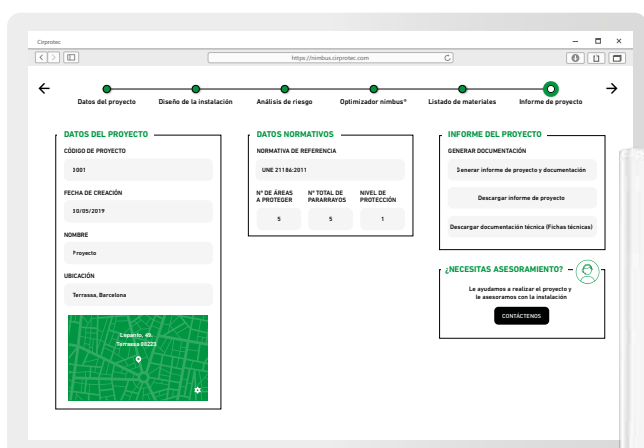 Cirprotec
https://nimbus.cirprotec.com
Datos del proyecto
Diseño de la instalación
Análisis de riesgo
Optimizador nimbus®
Listado de materiales
Informe de proyecto
DATOS DEL PROYECTO
CÓDIGO DE PROYECTO
3001
FECHA DE CREACIÓN
30/05/2019
NOMBRE
Proyecto
UBICACIÓN
Terrassa, Barcelona
Lepanto, 49.
Terrassa 08223
DATOS NORMATIVOS
NORMATIVA DE REFERENCIA
UNE 21186:2011
Nº DE ÁREAS
A PROTEGER
5
Nº TOTAL DE
PARARRAYOS
5
NIVEL DE
PROTECCIÓN
1
INFORME DEL PROYECTO
GENERAR DOCUMENTACIÓN
Generar informe de proyecto y documentación
Descargar informe de proyecto
Descargar documentación técnica (Fichas técnicas)
¿NECESITAS ASESORAMIENTO?
Le ayudamos a realizar el proyecto y
le asesoramos con la instalación
CONTÁCTENOS